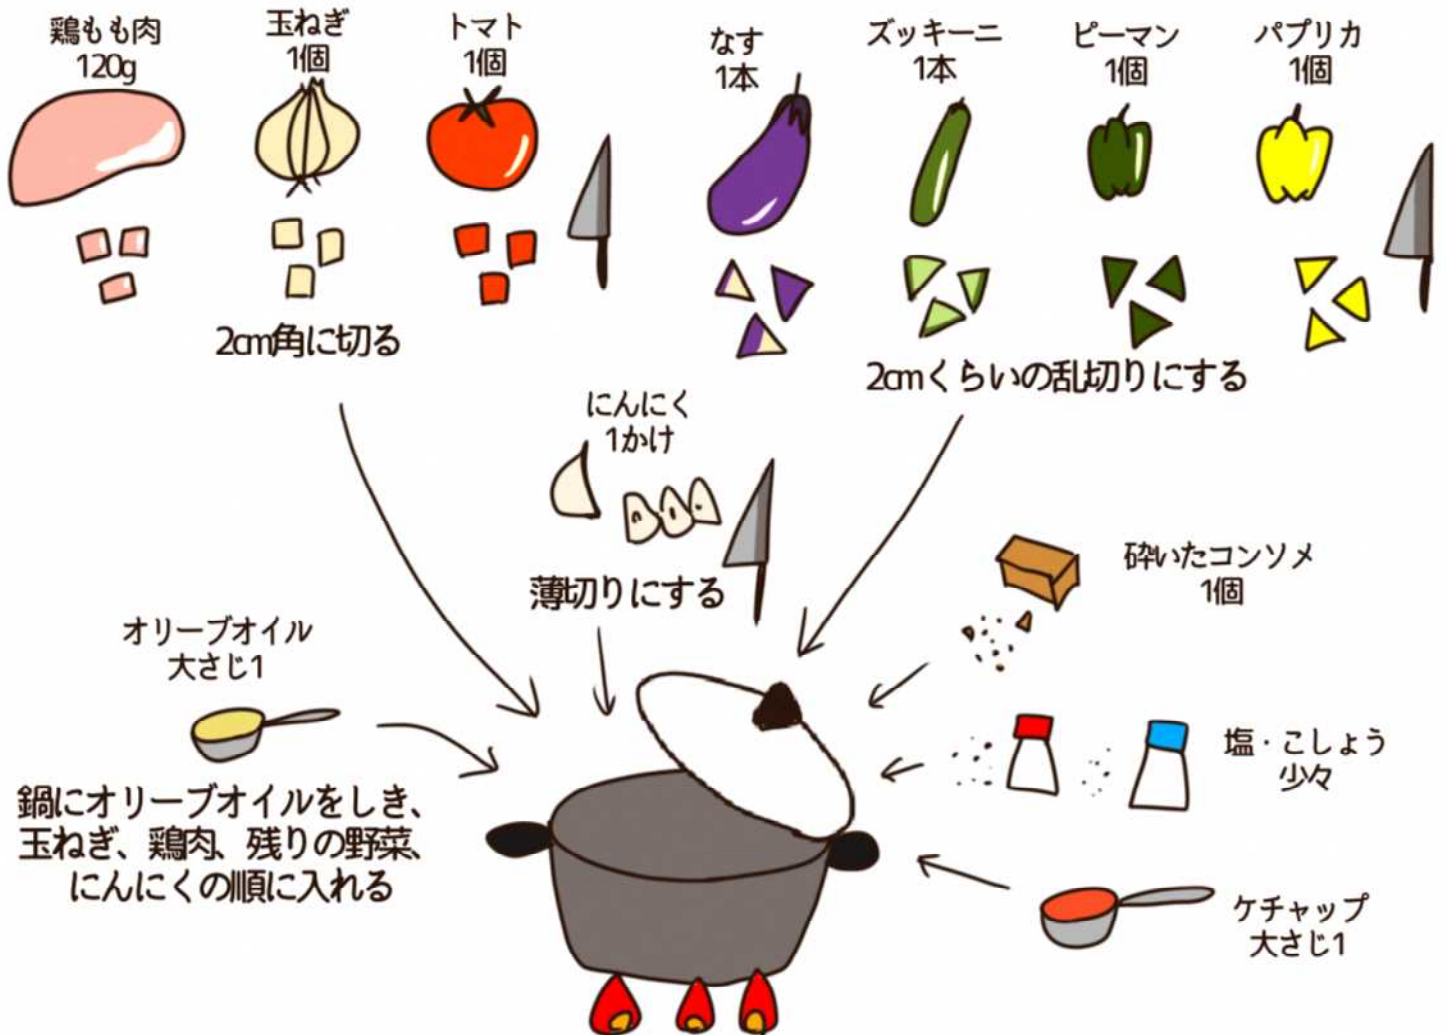 鶏もも肉
120g
玉ねぎ
1個
トマト
1個
なす
1本
ズッキーニ
1本
ピーマン
1個
パプリカ
1個
2cm角に切る
2cmくらいの乱切りにする
にんにく
1かけ
薄切りにする
砕いたコンソメ
1個
オリーブオイル
大さじ1
塩・こしょう
少々
鍋にオリーブオイルをしき、
玉ねぎ、鶏肉、残りの野菜、
にんにくの順に入れる
ケチャップ
大さじ1